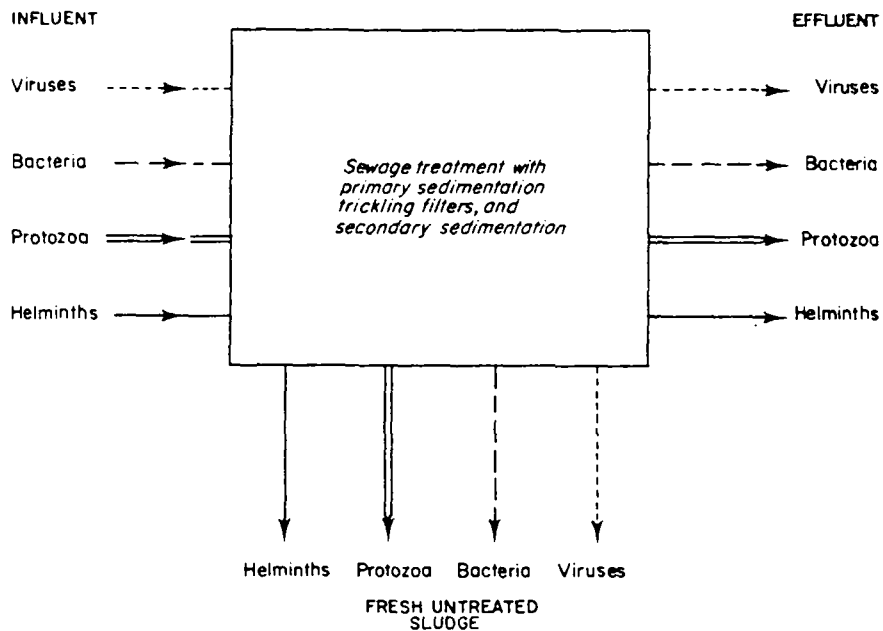 INFLUENT
EFFLUENT
Viruses
Viruses
Bacteria
Bacteria
Sewage treatment with
primary sedimentation
trickling filters, and
secondary sedimentation
Protozoa
Protozoa
Helminths
Helminths
Helminths Protozoa Bacteria Viruses
FRESH UNTREATED
SLUDGE